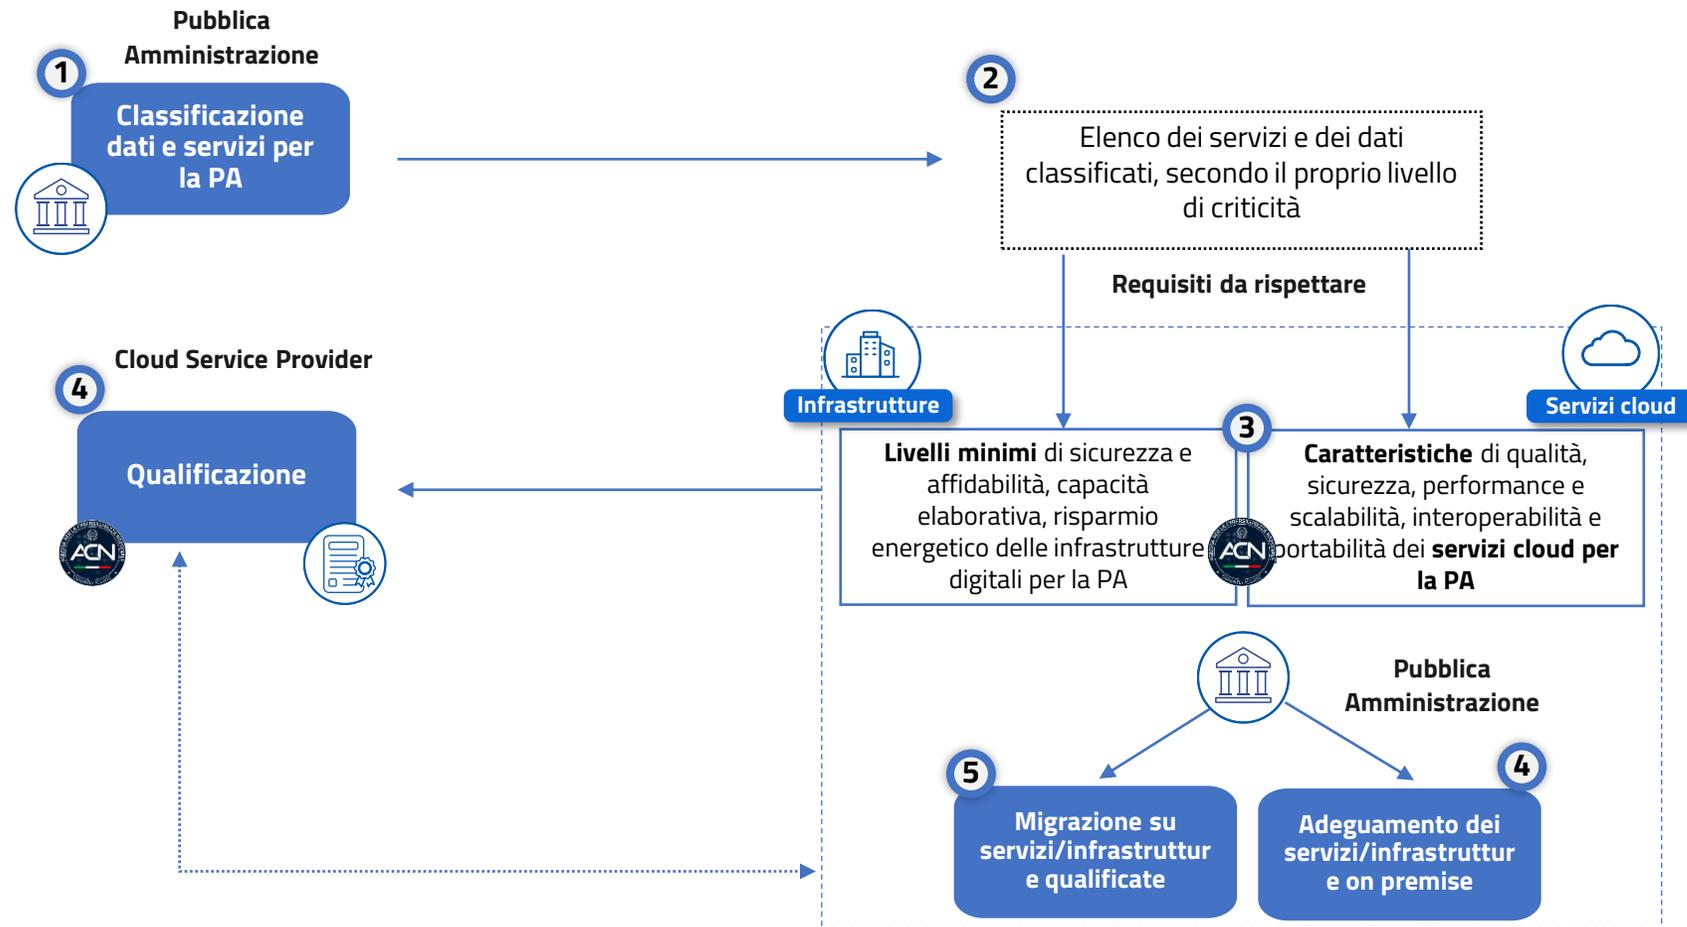 Pubblica
Amministrazione
1
Classificazione
dati e servizi per
la PA
2
Elenco dei servizi e dei dati
classificati, secondo il proprio livello
di criticità
Requisiti da rispettare
Infrastrutture
Servizi cloud
3
Livelli minimi di sicurezza e
affidabilità, capacità
elaborativa, risparmio
energetico delle infrastrutture
digitali per la PA
ACN
Caratteristiche di qualità,
sicurezza, performance e
scalabilità, interoperabilità e
portabilità dei servizi cloud per
la PA
Cloud Service Provider
4
Qualificazione
ACN
Pubblica
Amministrazione
5
Migrazione su
servizi/infrastruttur
e qualificate
4
Adeguamento dei
servizi/infrastruttur
e on premise